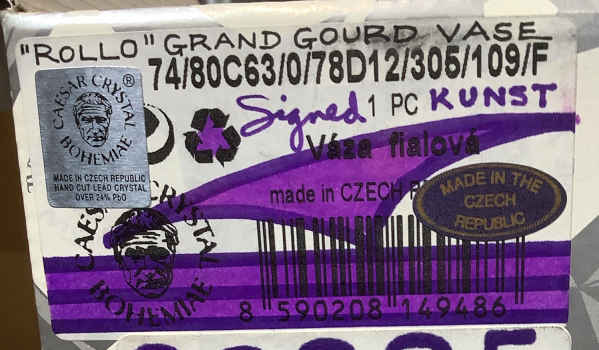 "ROLLO" GRAND GOURD VASE
74/80C63/0/78D12/305/109/F
CAESAR CRYSTAL BOHEMIAE ®
MADE IN CZECH REPUBLIC
HAND CUT LEAD CRYSTAL
OVER 24% PbO
Signed 1 PC KUNST
Váza fialová
made in CZECH
MADE IN THE
CZECH
REPUBLIC
CAESAR CRYSTAL BOHEMIAE
8 590208 149486